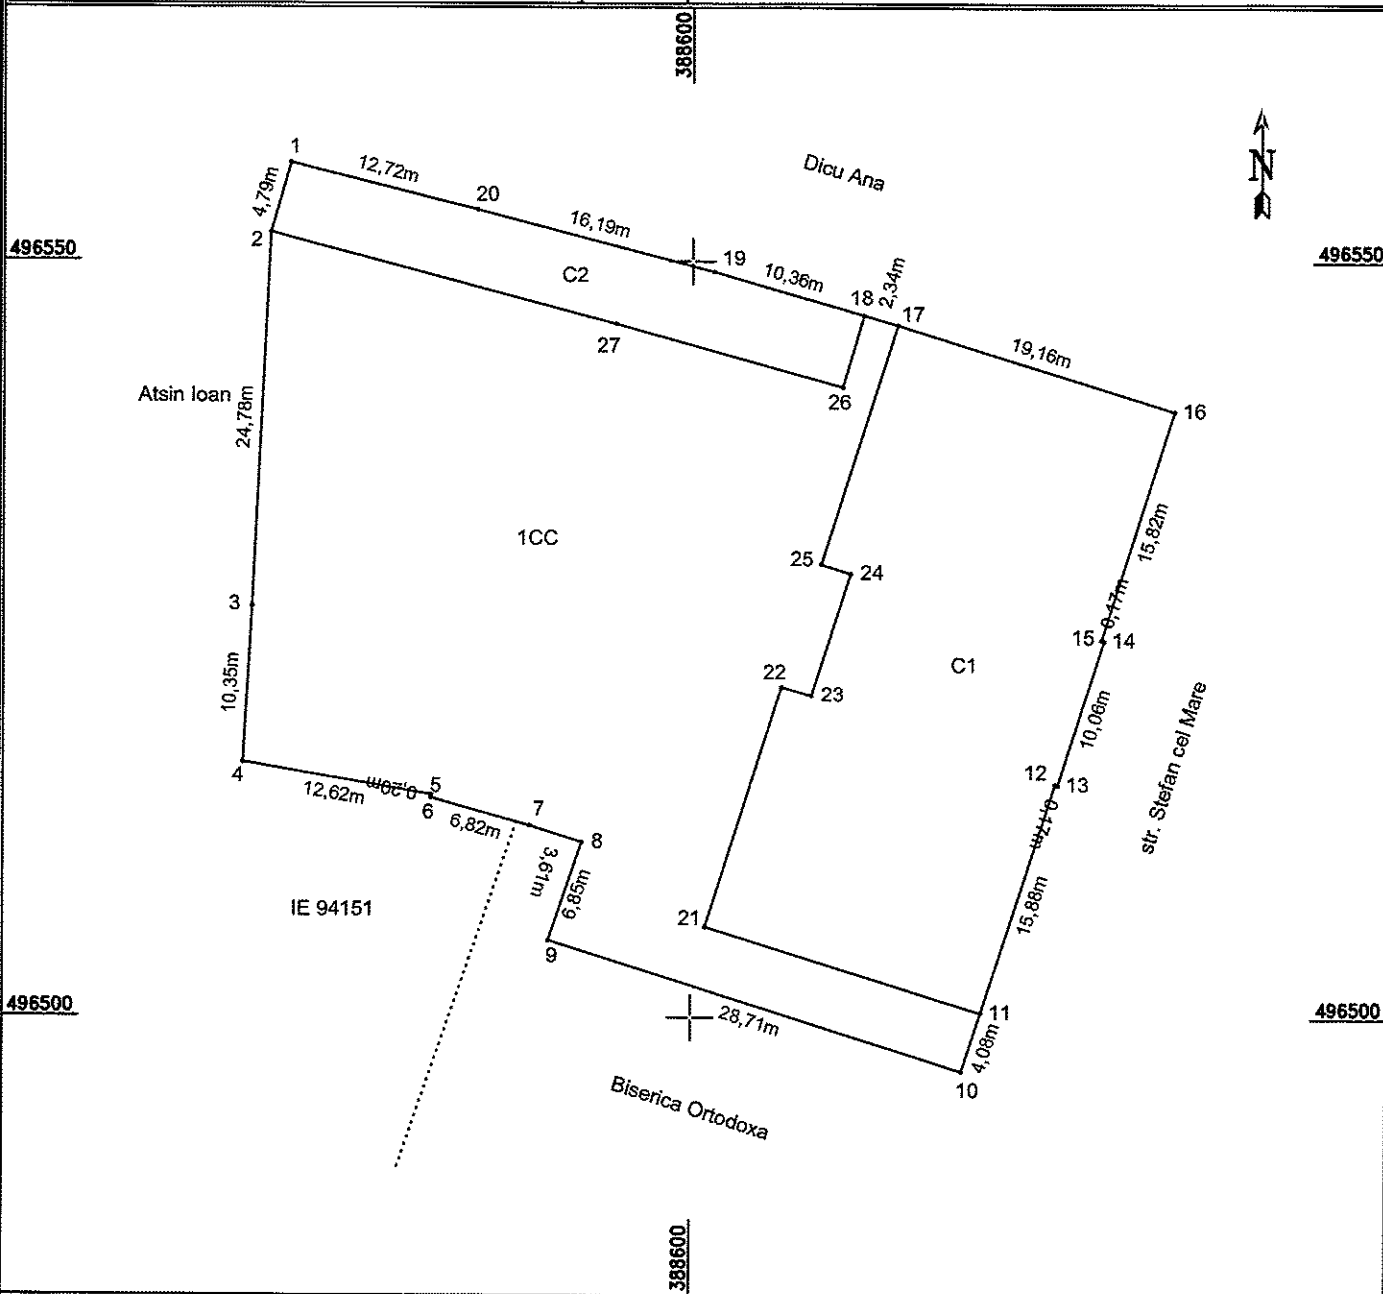 388600
N
1
12,72m
20
Dicu Ana
4,79m
16,19m
2
496550
19
496550
C2
10,36m
18
2,34m
17
27
19,16m
Atsin Ioan
26
16
24,78m
1CC
15,82m
25
24
3
0,17m
15
14
C1
22
23
10,35m
10,06m
str. Stefan cel Mare
4
12
13
12,62m
0,20m
5
6
7
6,82m
0,17m
8
3,61m
6,85m
15,88m
IE 94151
21
9
496500
11
496500
28,71m
4,08m
10
Biserica Ortodoxa
388600